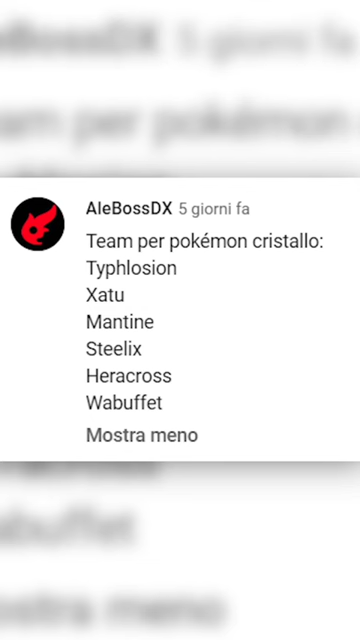 AleBossDX 5 giorni fa
Team per pokémon cristallo:
Typhlosion
Xatu
Mantine
Steelix
Heracross
Wabuffet
Mostra meno